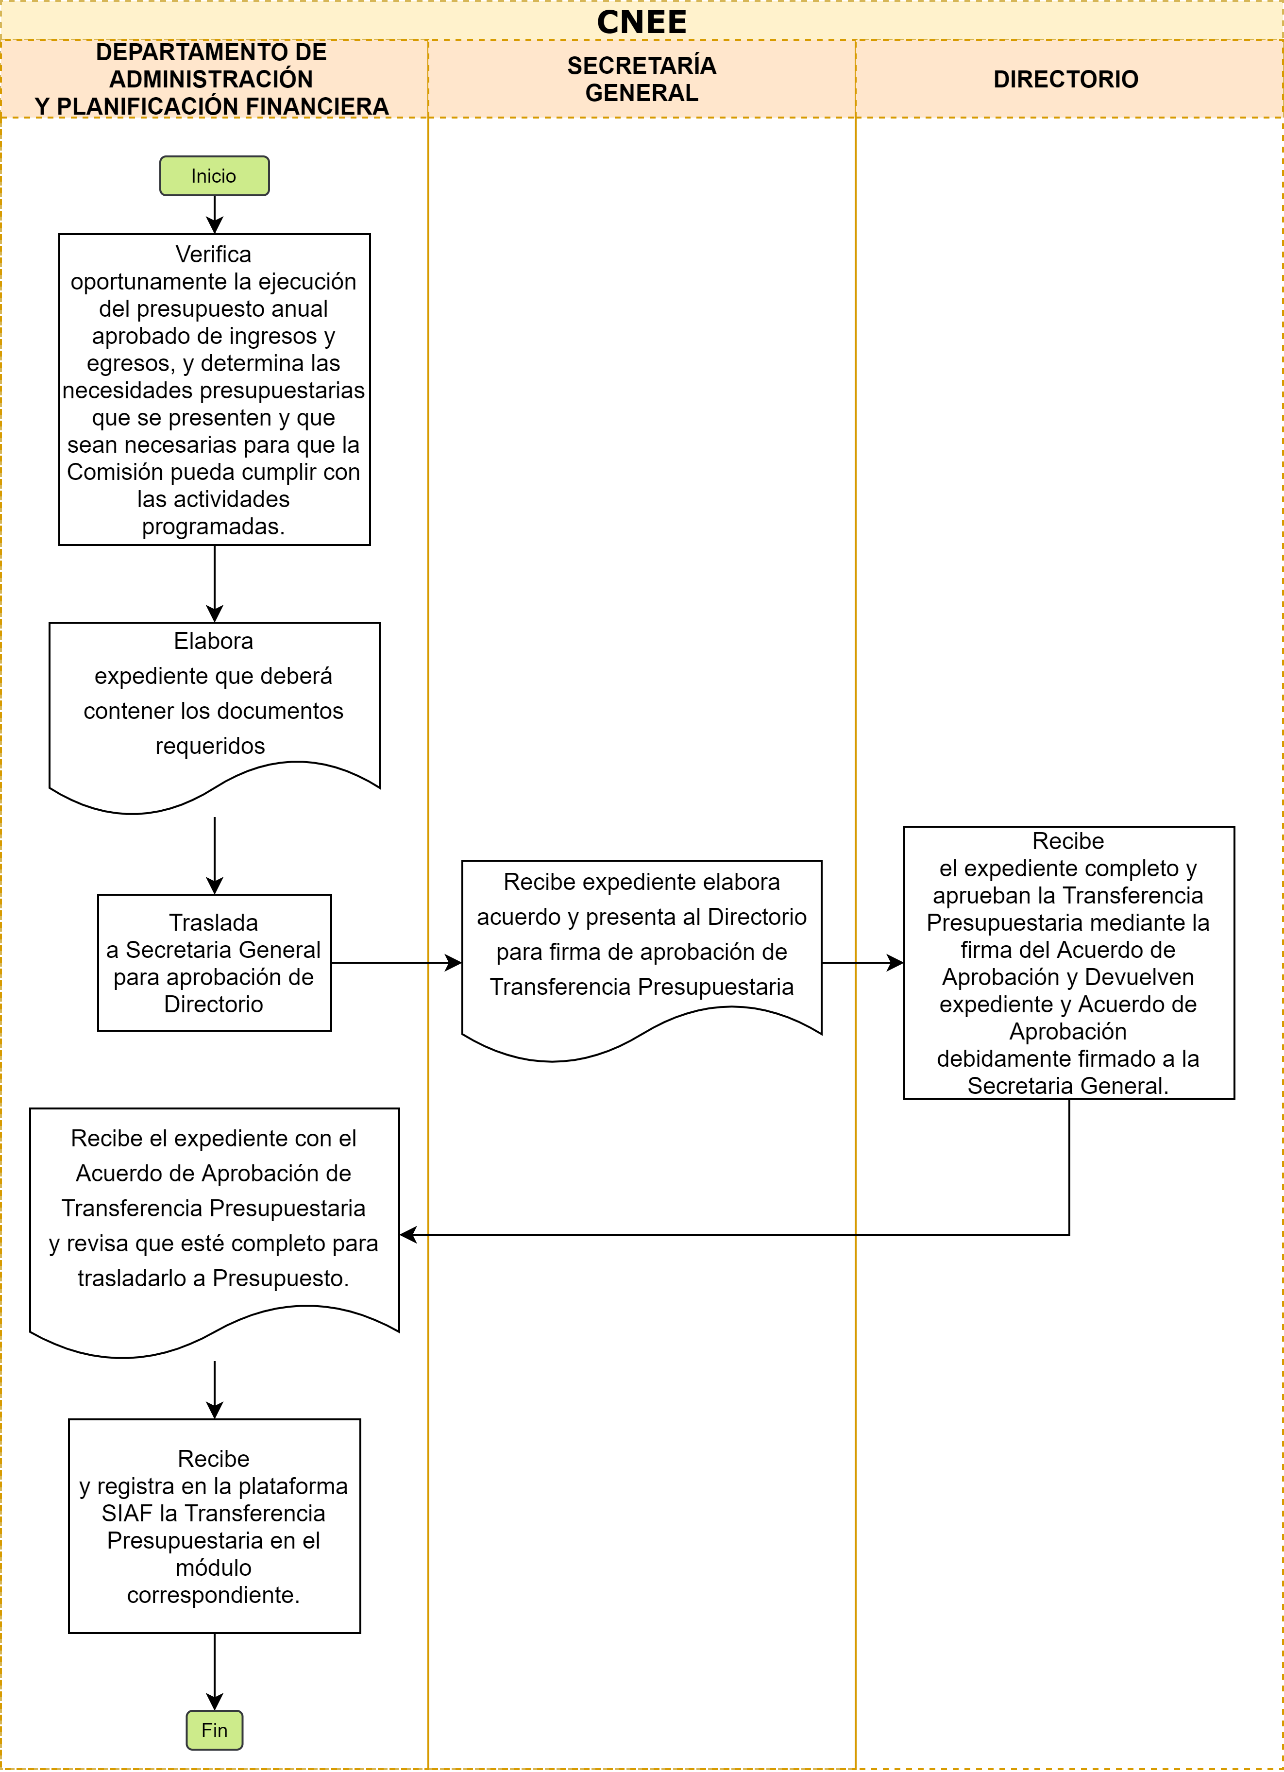 CNEE
DEPARTAMENTO DE
ADMINISTRACIÓN
Y PLANIFICACIÓN FINANCIERA
SECRETARÍA
GENERAL
DIRECTORIO
Inicio
Verifica
oportunamente la ejecución
del presupuesto anual
aprobado de ingresos y
egresos, y determina las
necesidades presupuestarias
que se presenten y que
sean necesarias para que la
Comisión pueda cumplir con
las actividades
programadas.
Elabora
expediente que deberá
contener los documentos
requeridos
Traslada
a Secretaria General
para aprobación de
Directorio
Recibe expediente elabora
acuerdo y presenta al Directorio
para firma de aprobación de
Transferencia Presupuestaria
Recibe
el expediente completo y
aprueban la Transferencia
Presupuestaria mediante la
firma del Acuerdo de
Aprobación y Devuelven
expediente y Acuerdo de
Aprobación
debidamente firmado a la
Secretaria General.
Recibe el expediente con el
Acuerdo de Aprobación de
Transferencia Presupuestaria
y revisa que esté completo para
trasladarlo a Presupuesto.
Recibe
y registra en la plataforma
SIAF la Transferencia
Presupuestaria en el
módulo
correspondiente.
Fin